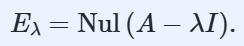 E_λ = Nul (A − λI).